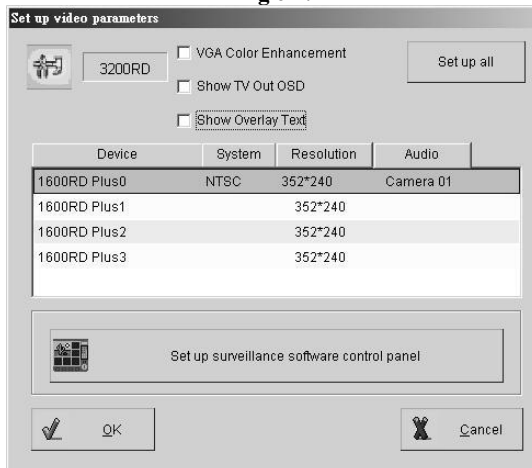 Set up video parameters
3200RD
VGA Color Enhancement
Set up all
Show TV Out OSD
Show Overlay Text
Device System Resolution Audio
1600RD Plus0 NTSC 352*240 Camera 01
1600RD Plus1 352*240
1600RD Plus2 352*240
1600RD Plus3 352*240
Set up surveillance software control panel
OK Cancel